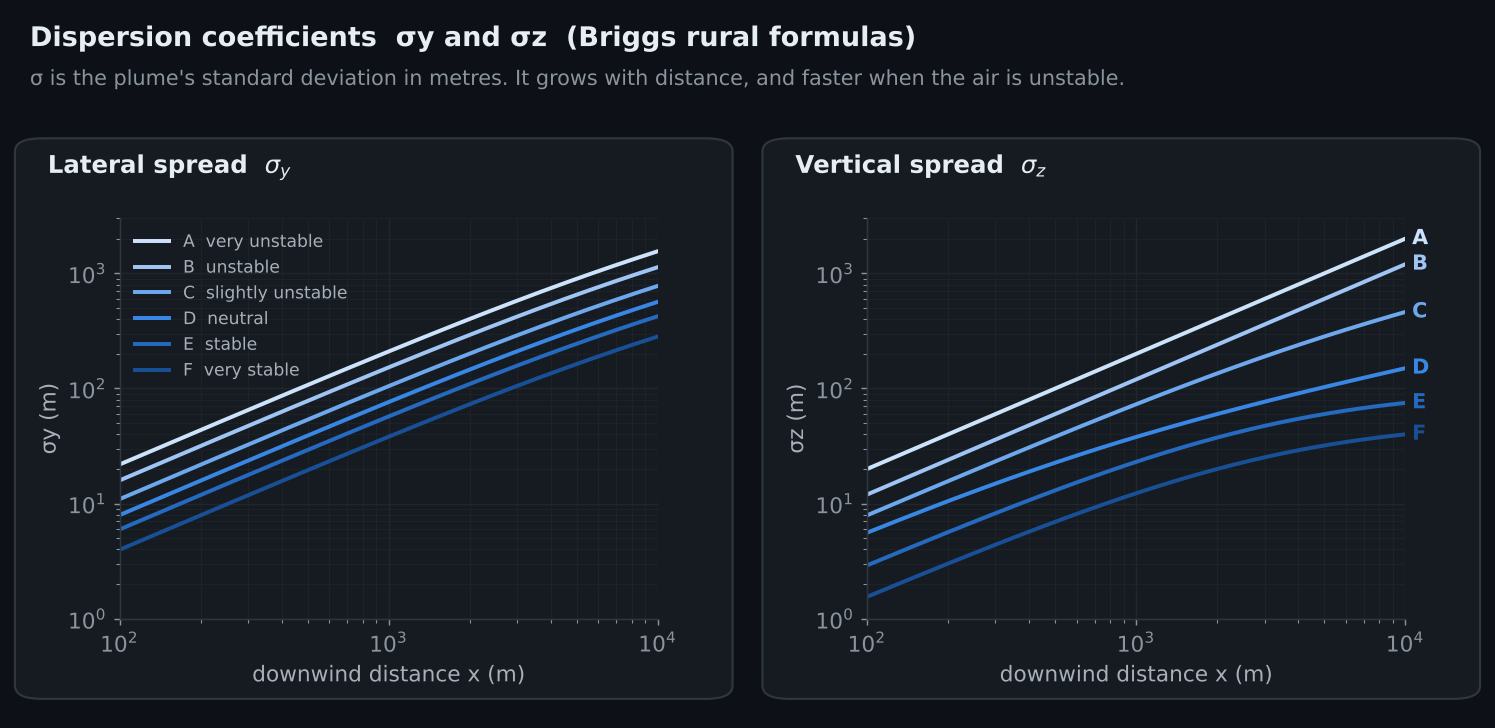 Dispersion coefficients  σy and σz  (Briggs rural formulas)
σ is the plume's standard deviation in metres. It grows with distance, and faster when the air is unstable.
Lateral spread  σy
A  very unstable
B  unstable
C  slightly unstable
D  neutral
E  stable
F  very stable
10³
10²
10¹
10⁰
σy (m)
10² 10³ 10⁴
downwind distance x (m)
Vertical spread  σz
10³
10²
10¹
10⁰
σz (m)
A
B
C
D
E
F
10² 10³ 10⁴
downwind distance x (m)